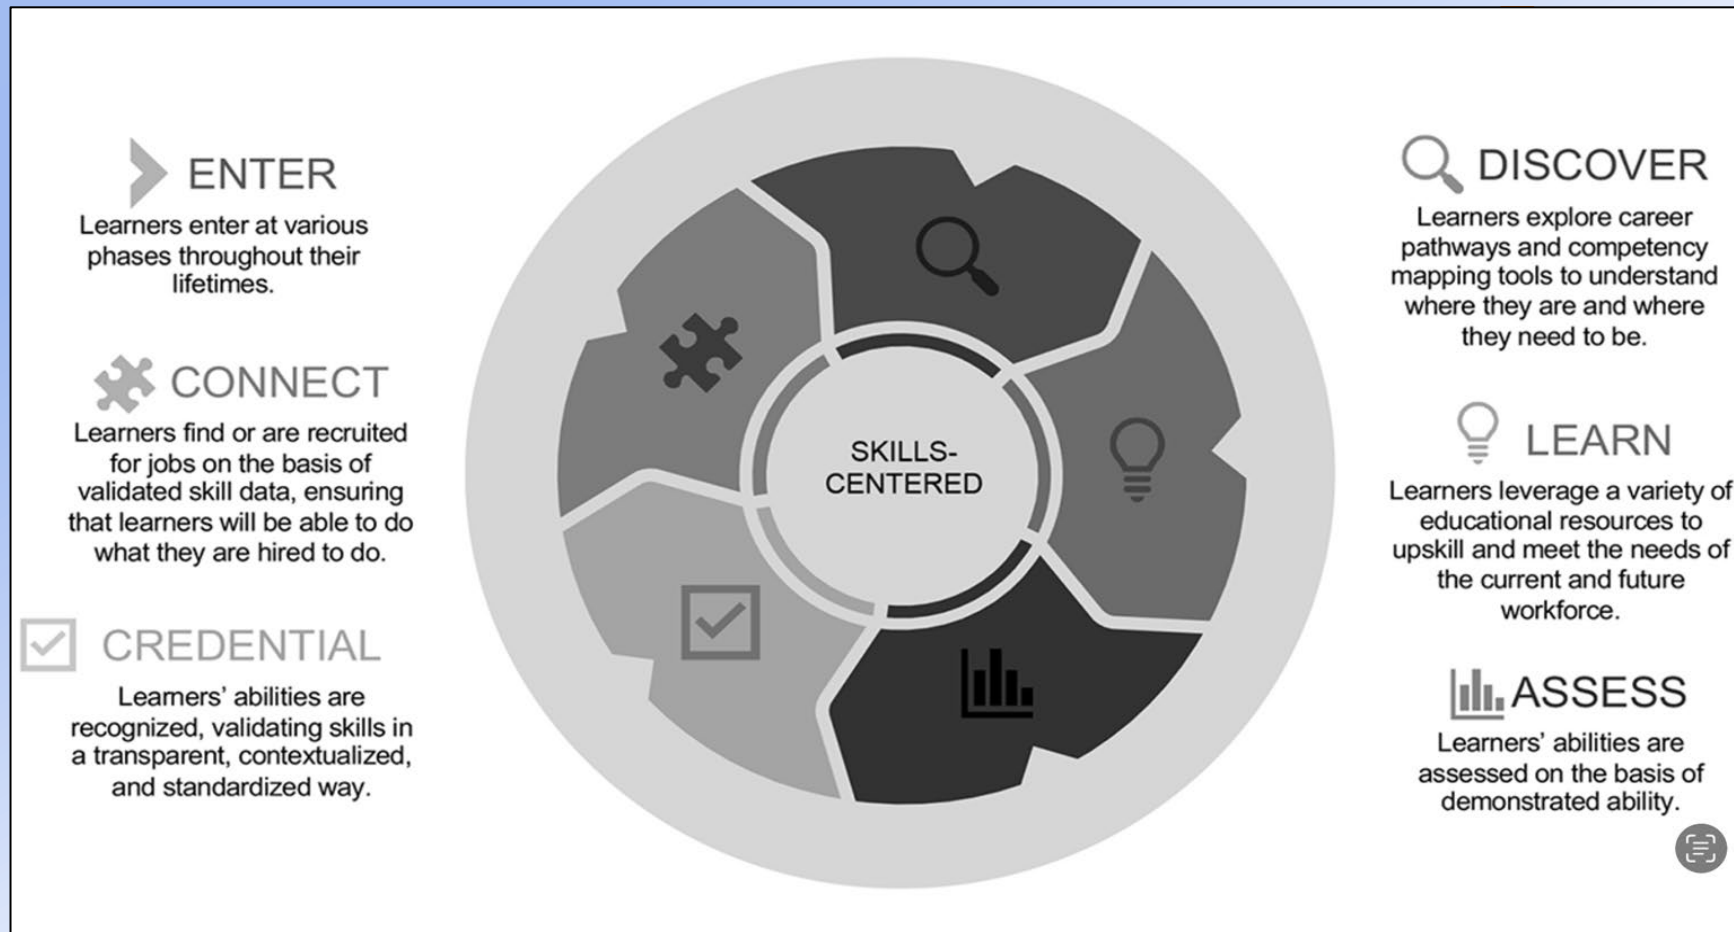 ENTER
Learners enter at various
phases throughout their
lifetimes.
CONNECT
Learners find or are recruited
for jobs on the basis of
validated skill data, ensuring
that learners will be able to do
what they are hired to do.
CREDENTIAL
Learners’ abilities are
recognized, validating skills in
a transparent, contextualized,
and standardized way.
SKILLS-
CENTERED
DISCOVER
Learners explore career
pathways and competency
mapping tools to understand
where they are and where
they need to be.
LEARN
Learners leverage a variety of
educational resources to
upskill and meet the needs of
the current and future
workforce.
ASSESS
Learners’ abilities are
assessed on the basis of
demonstrated ability.